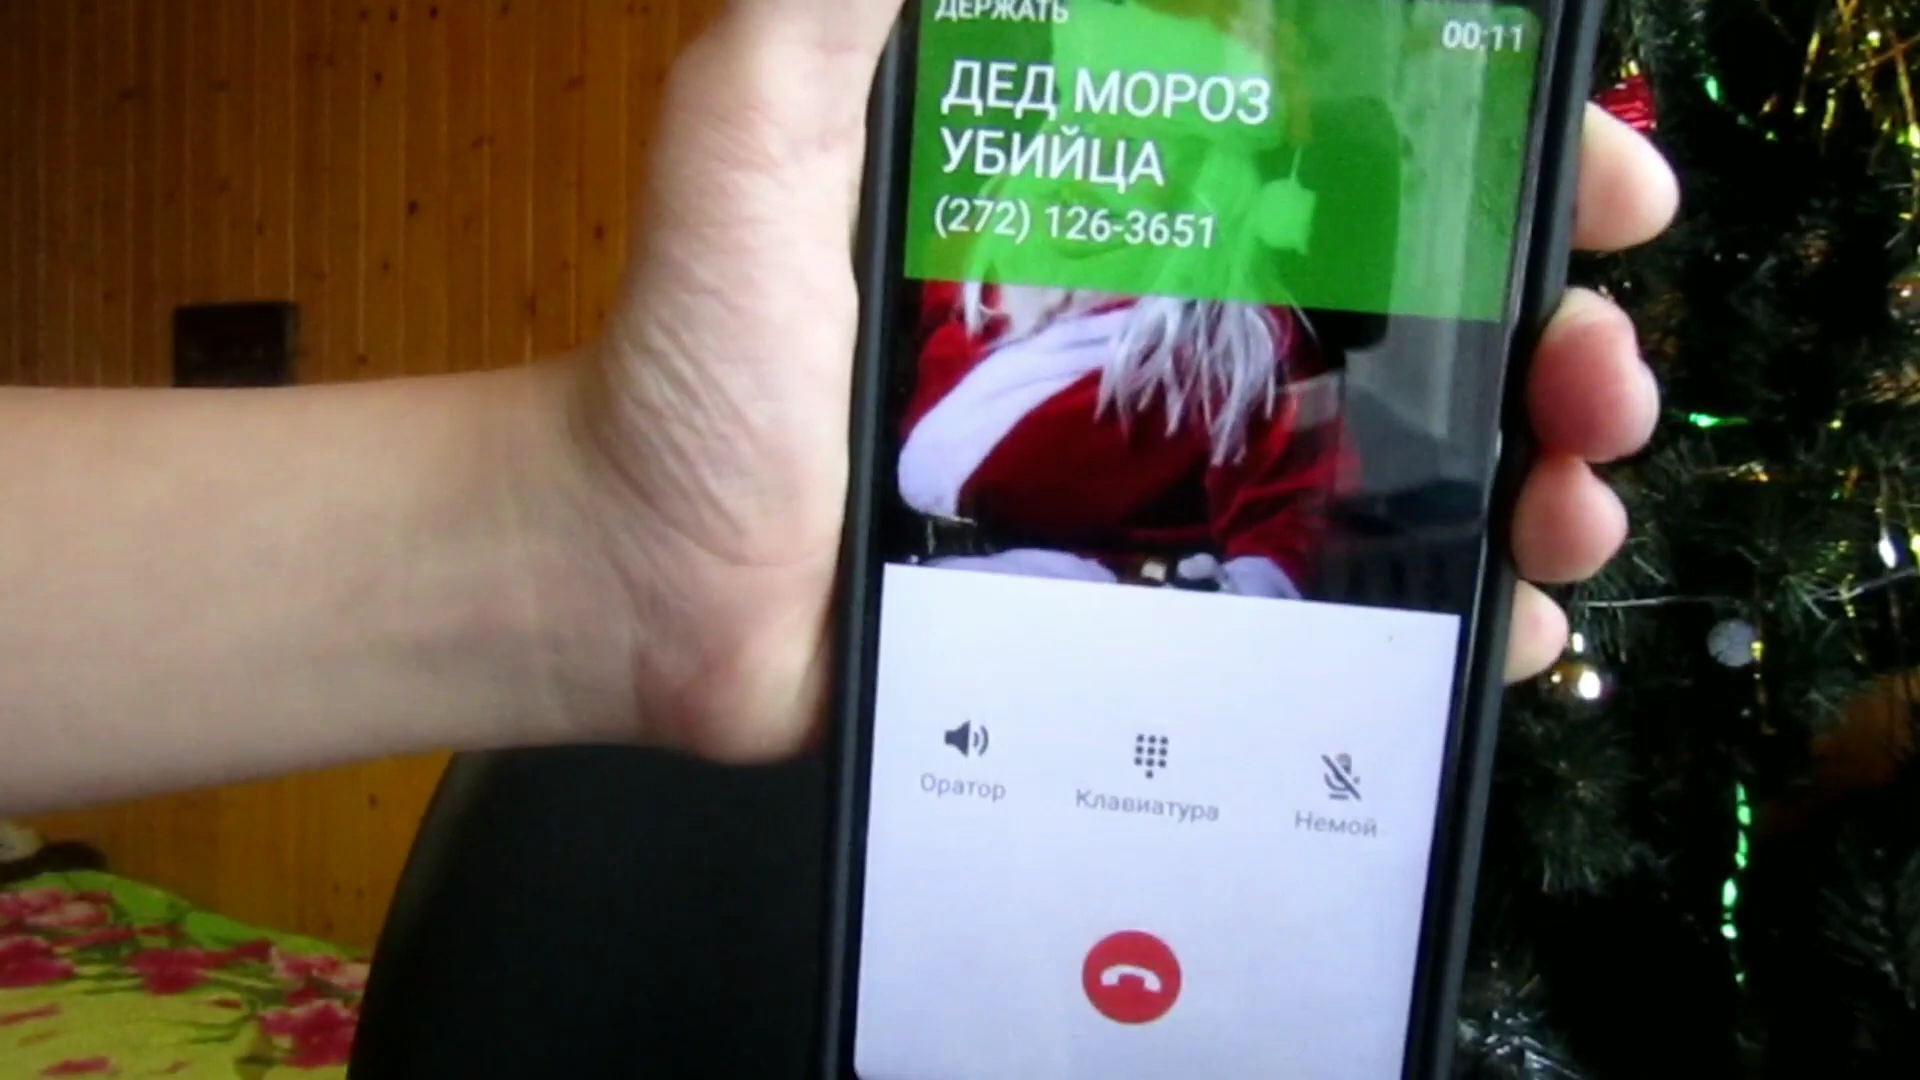 ДЕРЖАТЬ
00:11
ДЕД МОРОЗ
УБИЙЦА
(272) 126-3651
Оратор
Клавиатура
Немой